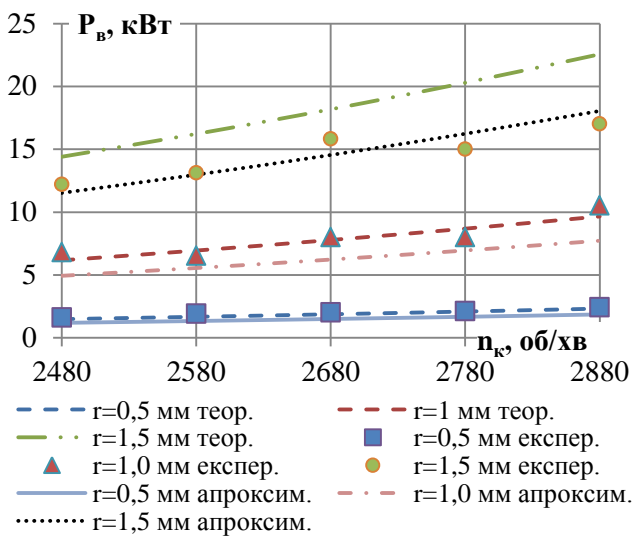 P_в, кВт
25
20
15
10
5
0
n_к, об/хв
2480 2580 2680 2780 2880
r=0,5 мм теор. r=1 мм теор.
r=1,5 мм теор. r=0,5 мм експер.
r=1,0 мм експер. r=1,5 мм експер.
r=0,5 мм апроксим. r=1,0 мм апроксим.
r=1,5 мм апроксим.